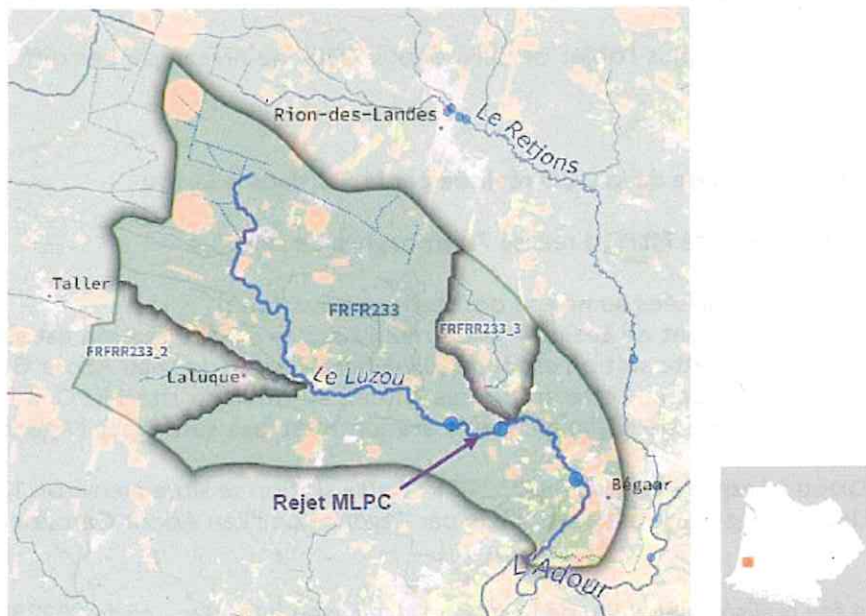 Rion-des-Landes
Le Retjons
Taller
FRFR233
FRFRR233_3
FRFRR233_2
Laluque
Le Luzou
Rejet MLPC
Bégaar
L'Adour